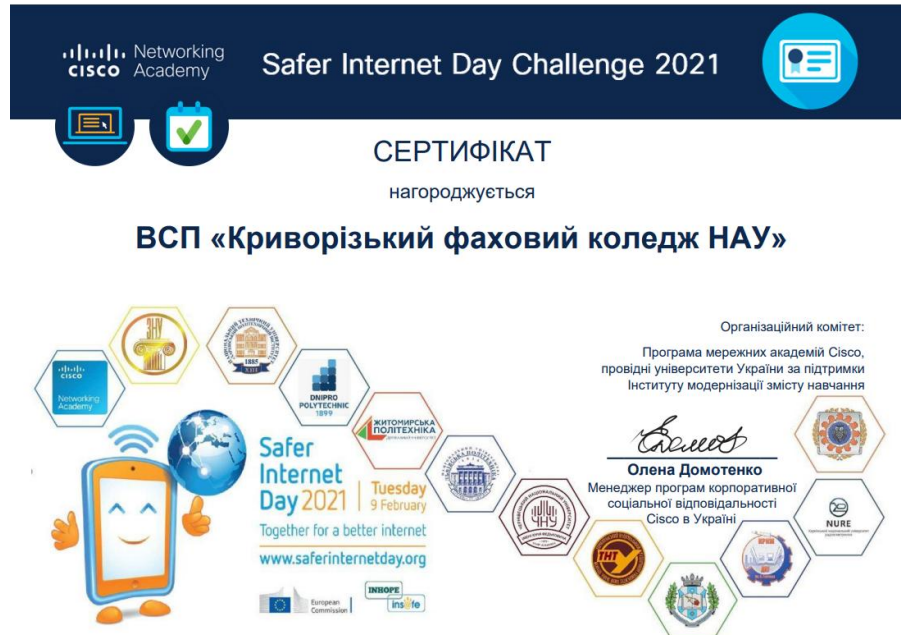 Networking
CISCO Academy
Safer Internet Day Challenge 2021
СЕРТИФІКАТ
нагороджується
ВСП «Криворізький фаховий коледж НАУ»
Організаційний комітет:
Програма мережних академій Cisco,
провідні університети України за підтримки
Інституту модернізації змісту навчання
Олена Домотенко
Менеджер програм корпоративної
соціальної відповідальності
Cisco в Україні
ЗНУ
1885
CISCO
Networking
Academy
DNIPRO
POLYTECHNIC
1899
ЖИТОМИРСЬКА
ПОЛІТЕХНІКА
Safer
Internet
Day 2021
Tuesday
9 February
Together for a better internet
www.saferinternetday.org
European
Commission
INHOPE
insafe
ЧНУ
ТНТУ
NURE